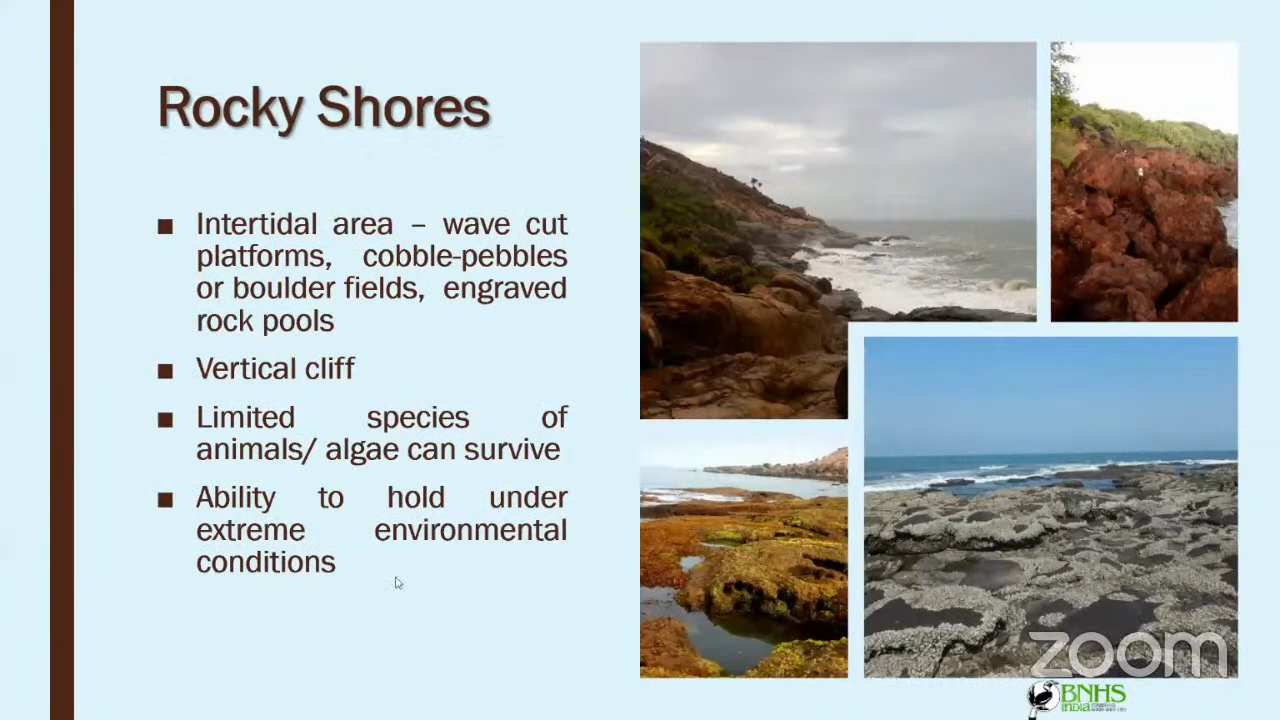 Rocky Shores
■ Intertidal area – wave cut
platforms, cobble-pebbles
or boulder fields, engraved
rock pools
■ Vertical cliff
■ Limited species of
animals/ algae can survive
■ Ability to hold under
extreme environmental
conditions
zoom
BNHS
INDIA